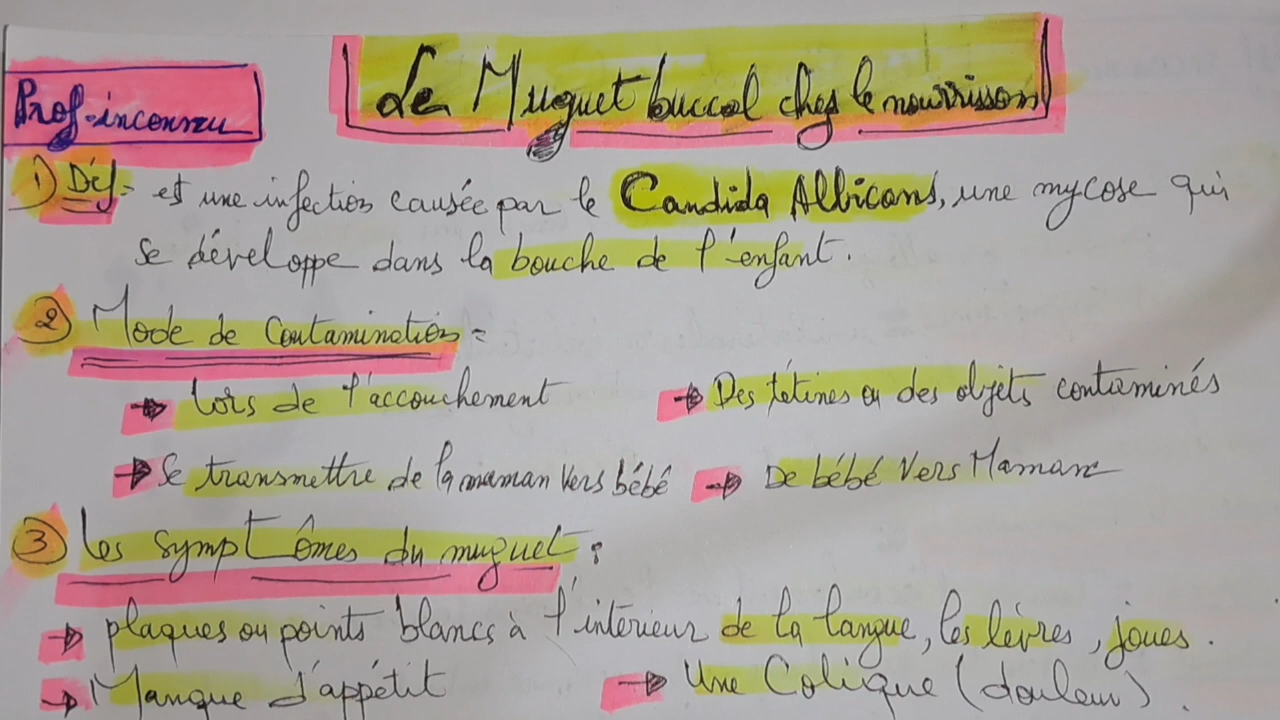 Le Muguet buccal chez le nourrisson
Prof-inconnu
1) Déf= est une infection causée par le Candida Albicans, une mycose qui
se développe dans la bouche de l'enfant.
2) Mode de Contamination =
→ lors de l'accouchement → Des tétines ou des objets contaminés
→ Se transmettre de la maman vers bébé → De bébé vers Maman
3) les symptômes du muguet :
→ plaques ou points blancs à l'intérieur de la langue, les lèvres, joues.
→ Manque d'appétit → Une Colique (douleur).